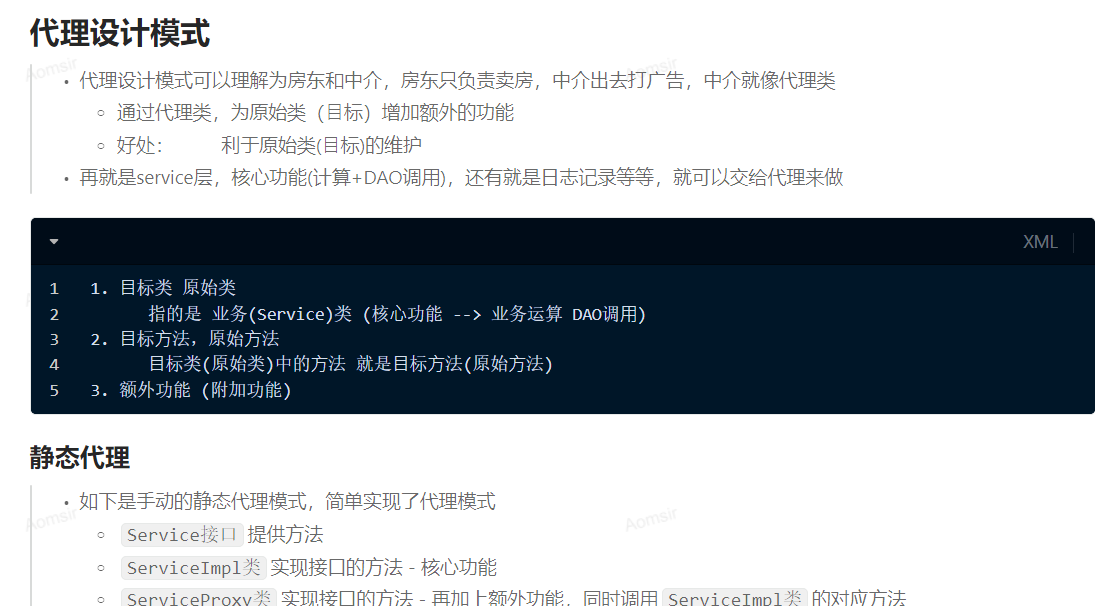 代理设计模式
代理设计模式可以理解为房东和中介，房东只负责卖房，中介出去打广告，中介就像代理类
通过代理类，为原始类（目标）增加额外的功能
好处： 利于原始类(目标)的维护
再就是service层，核心功能(计算+DAO调用)，还有就是日志记录等等，就可以交给代理来做
XML
1 1. 目标类 原始类
2 指的是 业务(Service)类 (核心功能 --> 业务运算 DAO调用)
3 2. 目标方法，原始方法
4 目标类(原始类)中的方法 就是目标方法(原始方法)
5 3. 额外功能 (附加功能)
静态代理
如下是手动的静态代理模式，简单实现了代理模式
Service接口 提供方法
ServiceImpl类 实现接口的方法 - 核心功能
ServiceProxy类 实现接口的方法 - 再加上额外功能，同时调用 ServiceImpl类 的对应方法
Aomsir
Aomsir
Aomsir
Aomsir